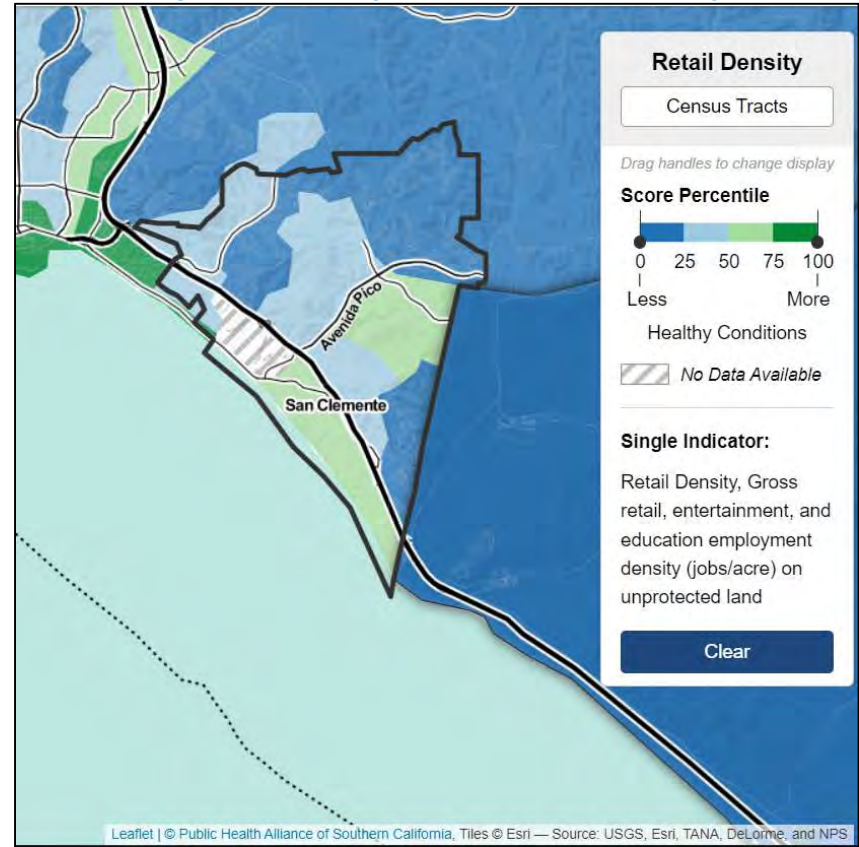 Retail Density
Census Tracts
Drag handles to change display
Score Percentile
0 25 50 75 100
Less More
Healthy Conditions
No Data Available
Single Indicator:
Retail Density, Gross
retail, entertainment, and
education employment
density (jobs/acre) on
unprotected land
Clear
Avenida Pico
San Clemente
Leaflet | © Public Health Alliance of Southern California, Tiles © Esri — Source: USGS, Esri, TANA, DeLorme, and NPS